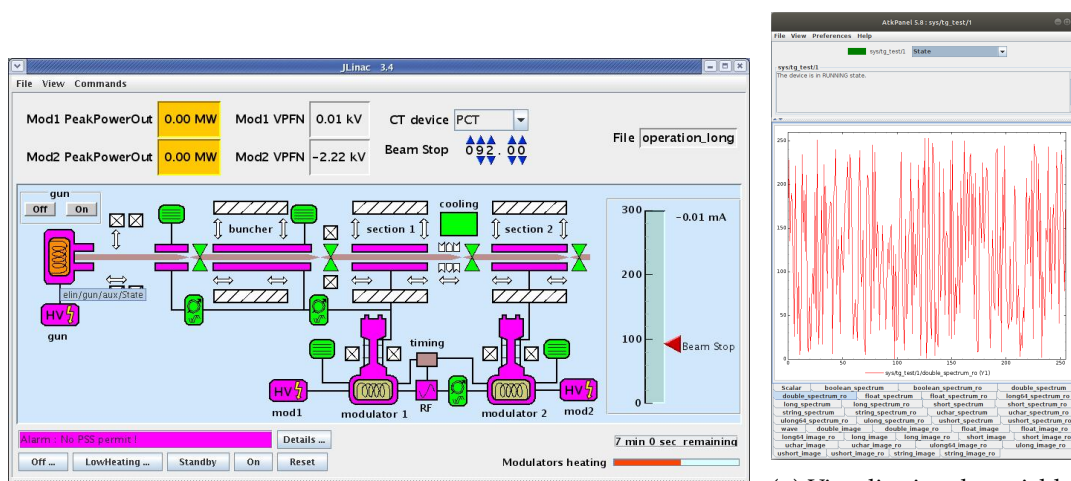 JLinac 3.4
File View Commands
Mod1 PeakPowerOut 0.00 MW Mod1 VPFN 0.01 kV CT device PCT
File operation_long
Mod2 PeakPowerOut 0.00 MW Mod2 VPFN -2.22 kV Beam Stop 092.00
gun
Off On
cooling
buncher section 1 section 2
elin/gun/aux/State
HV
gun
timing
HV HV
mod1 modulator 1 RF modulator 2 mod2
300 -0.01 mA
200
100 Beam Stop
0
Alarm : No PSS permit ! Details ... 7 min 0 sec remaining
Off ... LowHeating ... Standby On Reset Modulators heating
AtkPanel 5.8 : sys/tg_test/1
File View Preferences Help
sys/tg_test/1 State
sys/tg_test/1
The device is in RUNNING state.
250
200
150
100
50
0
0 50 100 150 200 250
sys/tg_test/1/double_spectrum_ro (Y1)
Scalar boolean_spectrum boolean_spectrum_ro double_spectrum
double_spectrum_ro float_spectrum float_spectrum_ro long64_spectrum
long_spectrum long_spectrum_ro short_spectrum short_spectrum_ro
string_spectrum string_spectrum_ro uchar_spectrum uchar_spectrum_ro
ulong64_spectrum_ro ulong_spectrum_ro ushort_spectrum ushort_spectrum_ro
wave double_image double_image_ro float_image float_image_ro
long64_image_ro long_image long_image_ro short_image short_image_ro
uchar_image uchar_image_ro ulong64_image_ro ulong_image_ro
ushort_image ushort_image_ro string_image string_image_ro